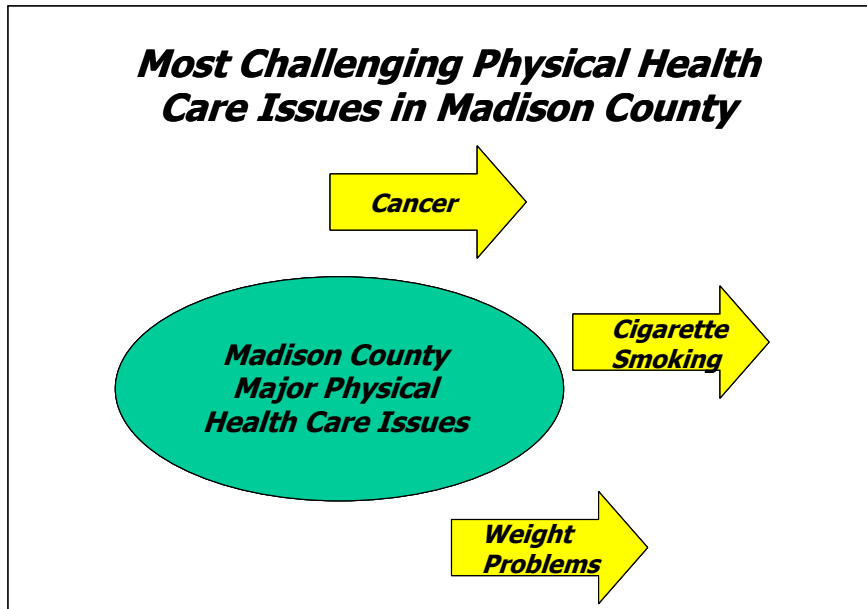 Most Challenging Physical Health
Care Issues in Madison County
Cancer
Cigarette
Smoking
Madison County
Major Physical
Health Care Issues
Weight
Problems